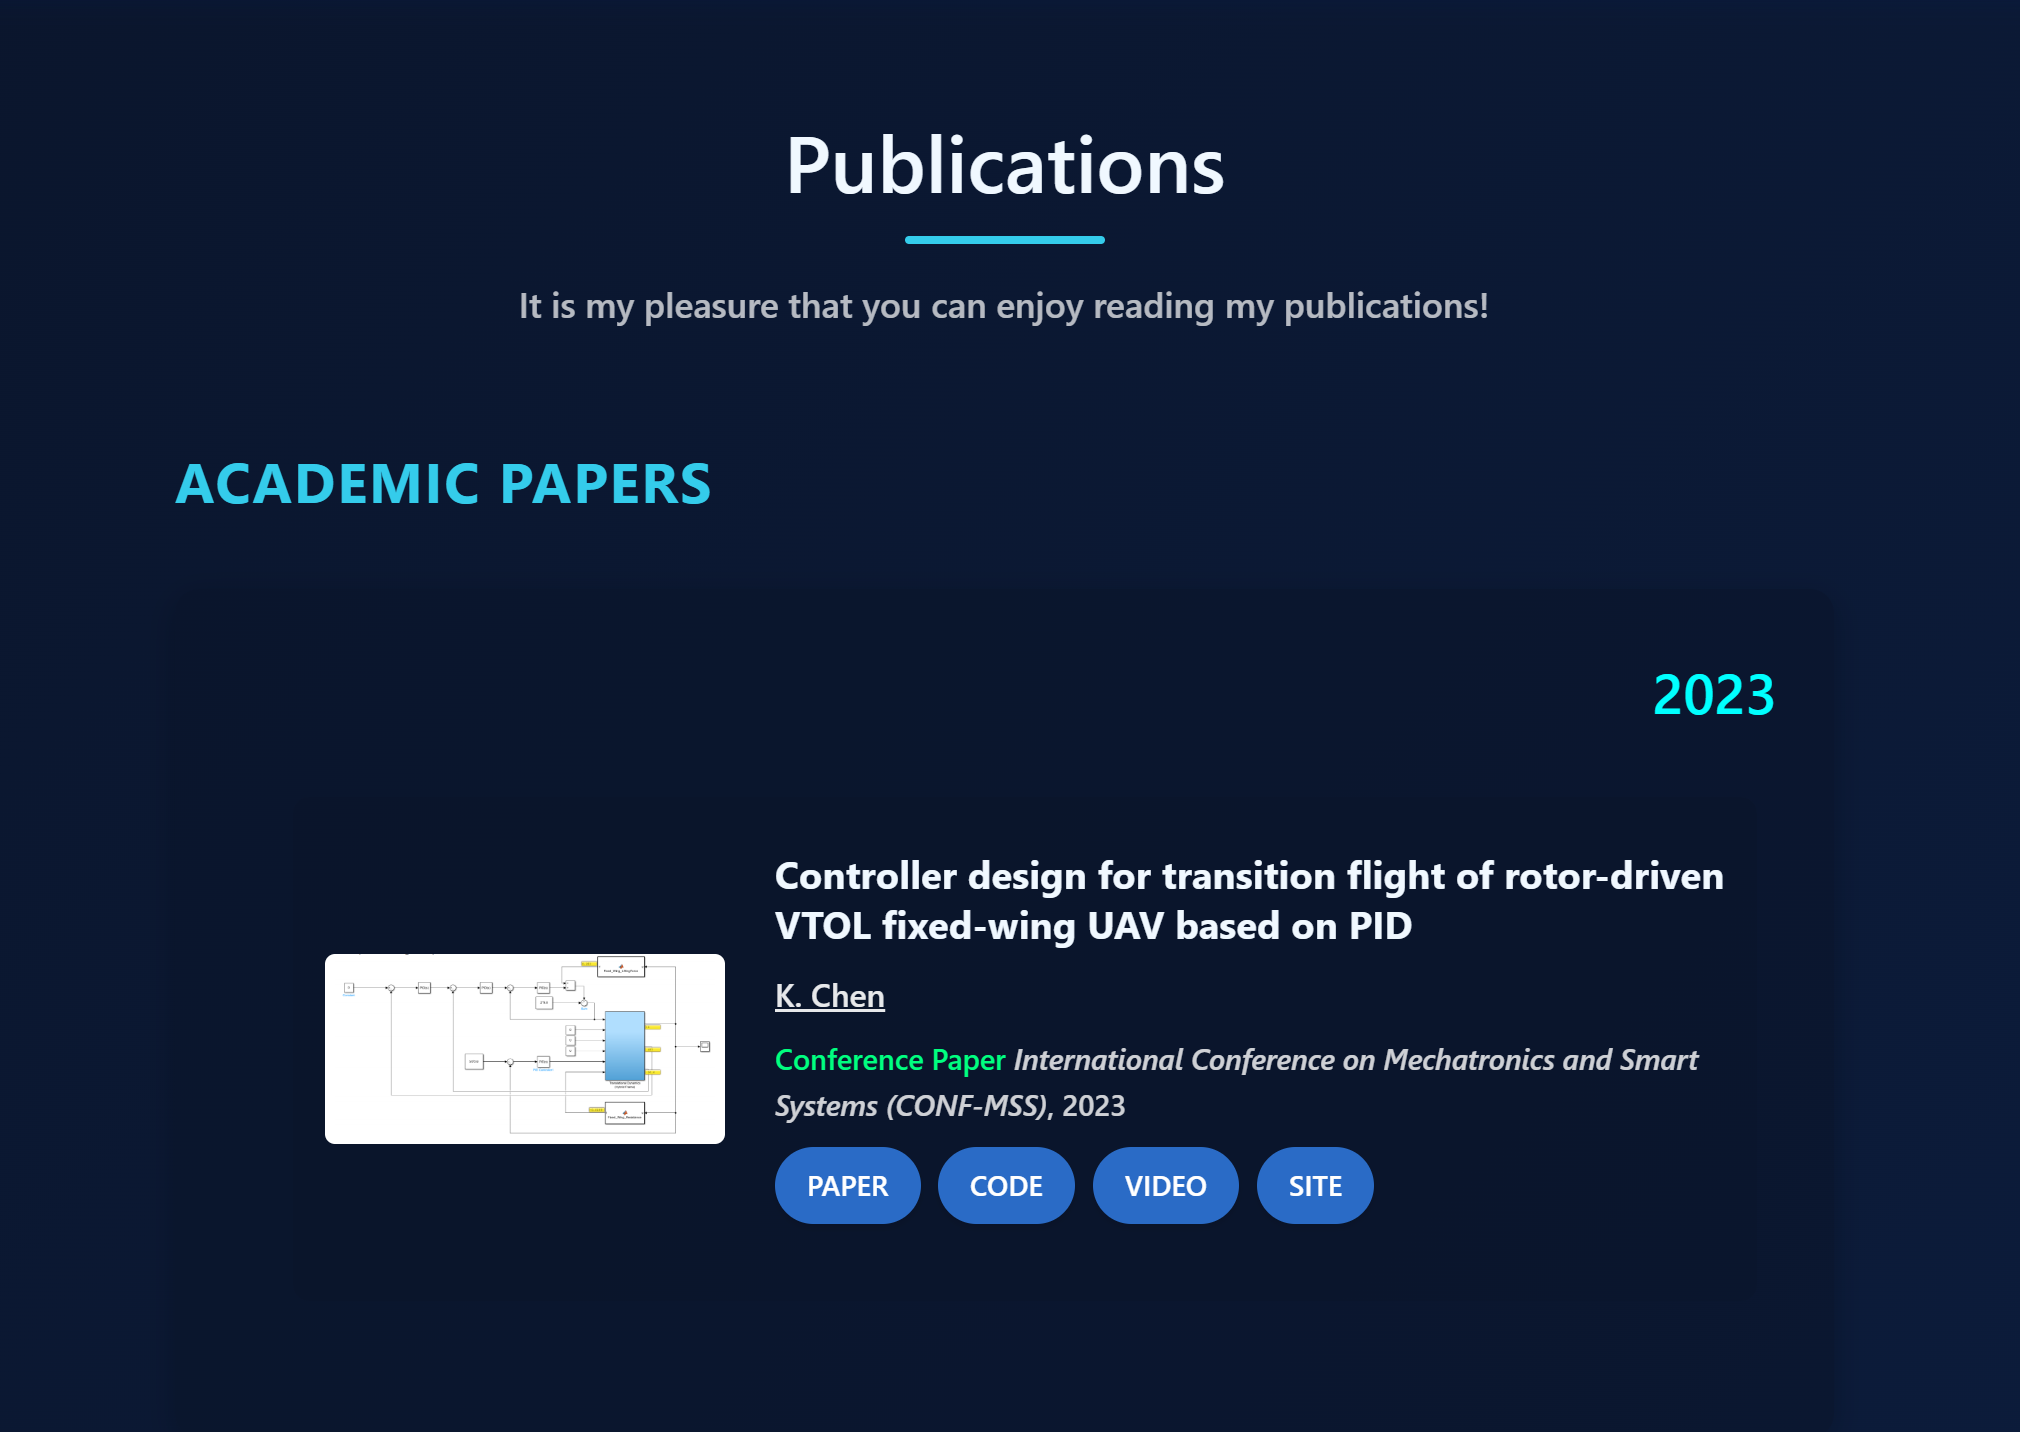 Publications
It is my pleasure that you can enjoy reading my publications!
ACADEMIC PAPERS
2023
Controller design for transition flight of rotor-driven
VTOL fixed-wing UAV based on PID
K. Chen
Conference Paper International Conference on Mechatronics and Smart
Systems (CONF-MSS), 2023
PAPER
CODE
VIDEO
SITE